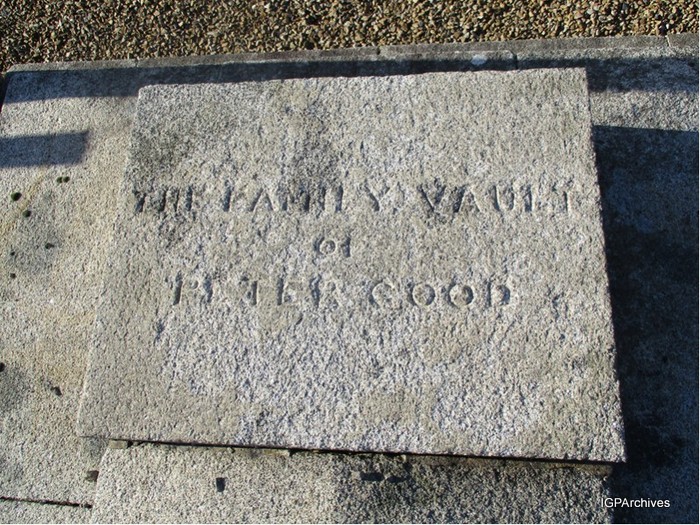 THE FAMILY VAULT
of
PETER GOOD
IGPArchives